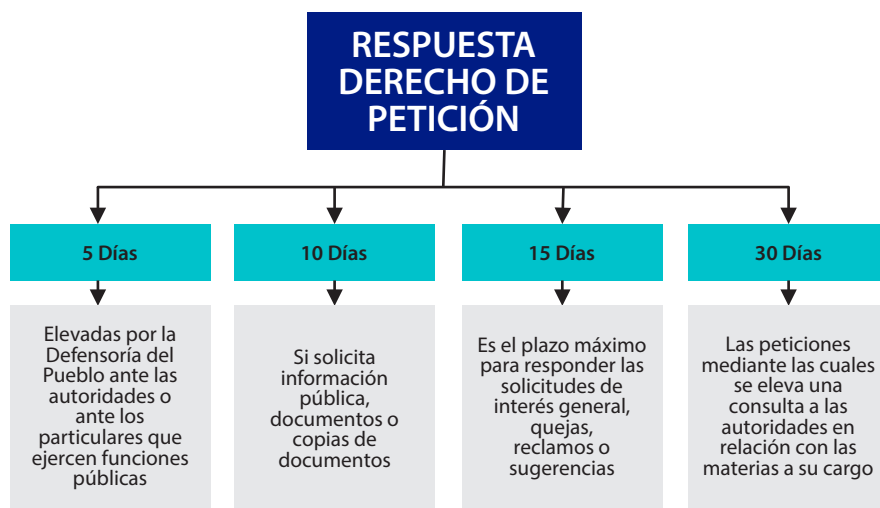 RESPUESTA
DERECHO DE
PETICIÓN
5 Días
10 Días
15 Días
30 Días
Elevadas por la
Defensoría del
Pueblo ante las
autoridades o
ante los
particulares que
ejercen funciones
públicas
Si solicita
información
pública,
documentos o
copias de
documentos
Es el plazo máximo
para responder las
solicitudes de
interés general,
quejas,
reclamos o
sugerencias
Las peticiones
mediante las cuales
se eleva una
consulta a las
autoridades en
relación con las
materias a su cargo